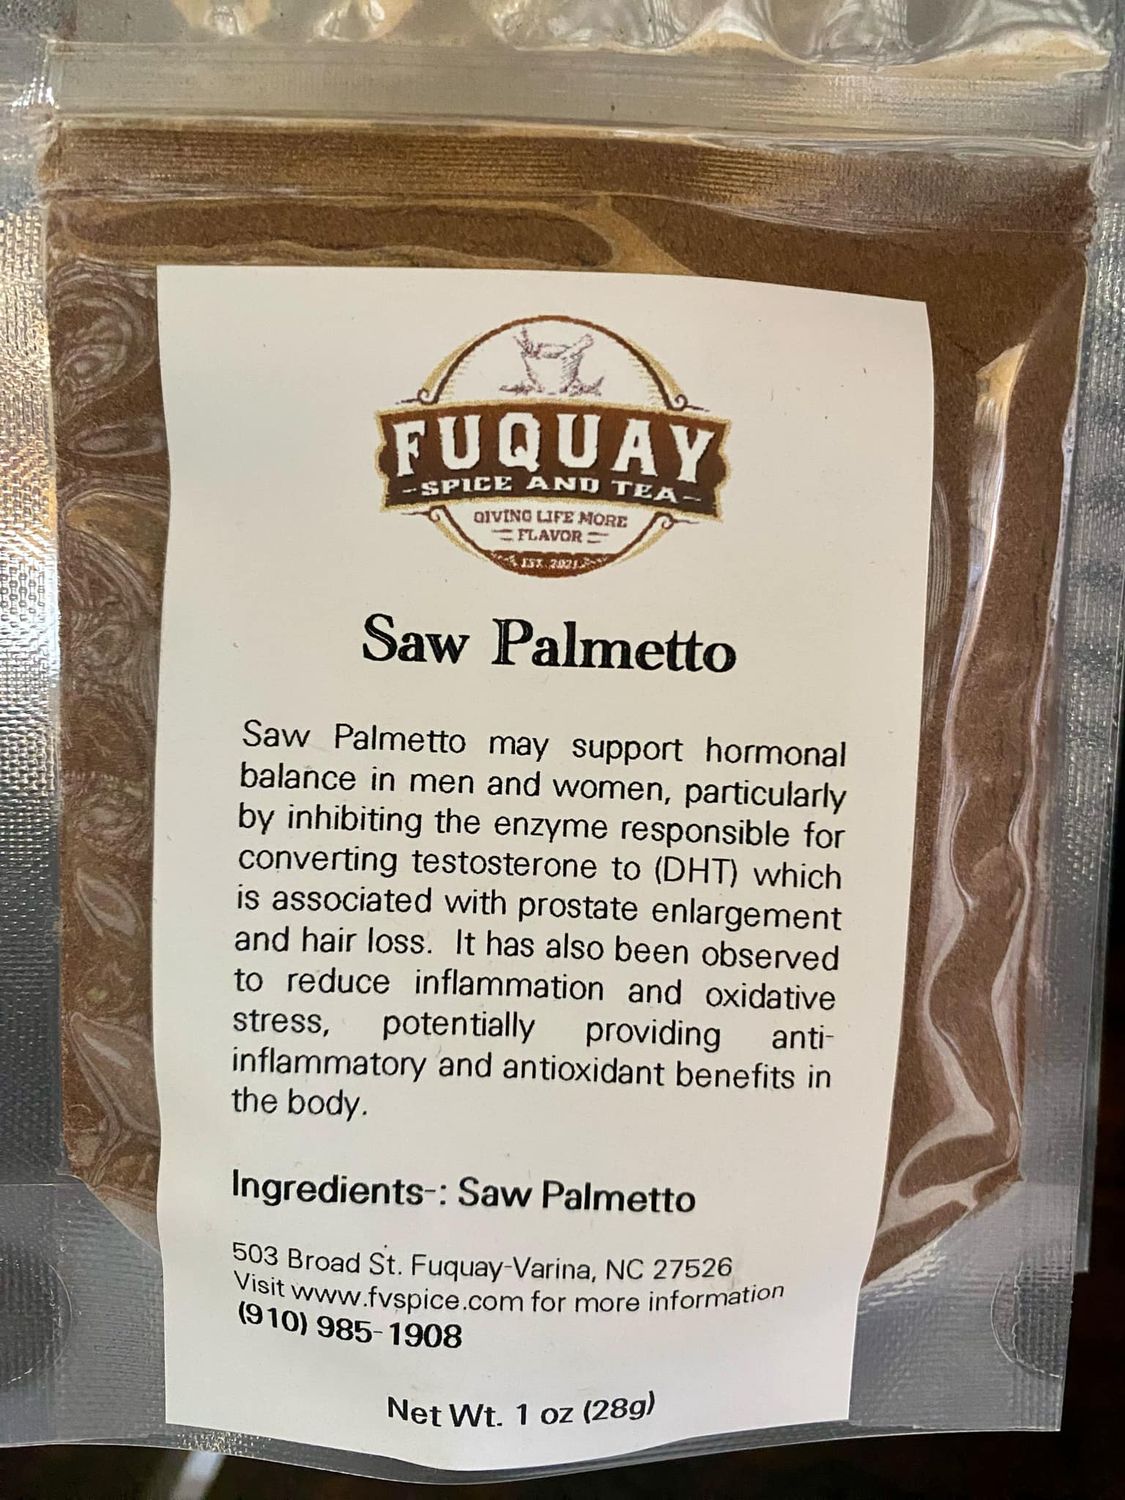 FUQUAY
-SPICE AND TEA-
GIVING LIFE MORE
FLAVOR
EST. 2021
Saw Palmetto
Saw Palmetto may support hormonal
balance in men and women, particularly
by inhibiting the enzyme responsible for
converting testosterone to (DHT) which
is associated with prostate enlargement
and hair loss. It has also been observed
to reduce inflammation and oxidative
stress, potentially providing anti-
inflammatory and antioxidant benefits in
the body.
Ingredients-: Saw Palmetto
503 Broad St. Fuquay-Varina, NC 27526
Visit www.fvspice.com for more information
(910) 985-1908
Net Wt. 1 oz (28g)